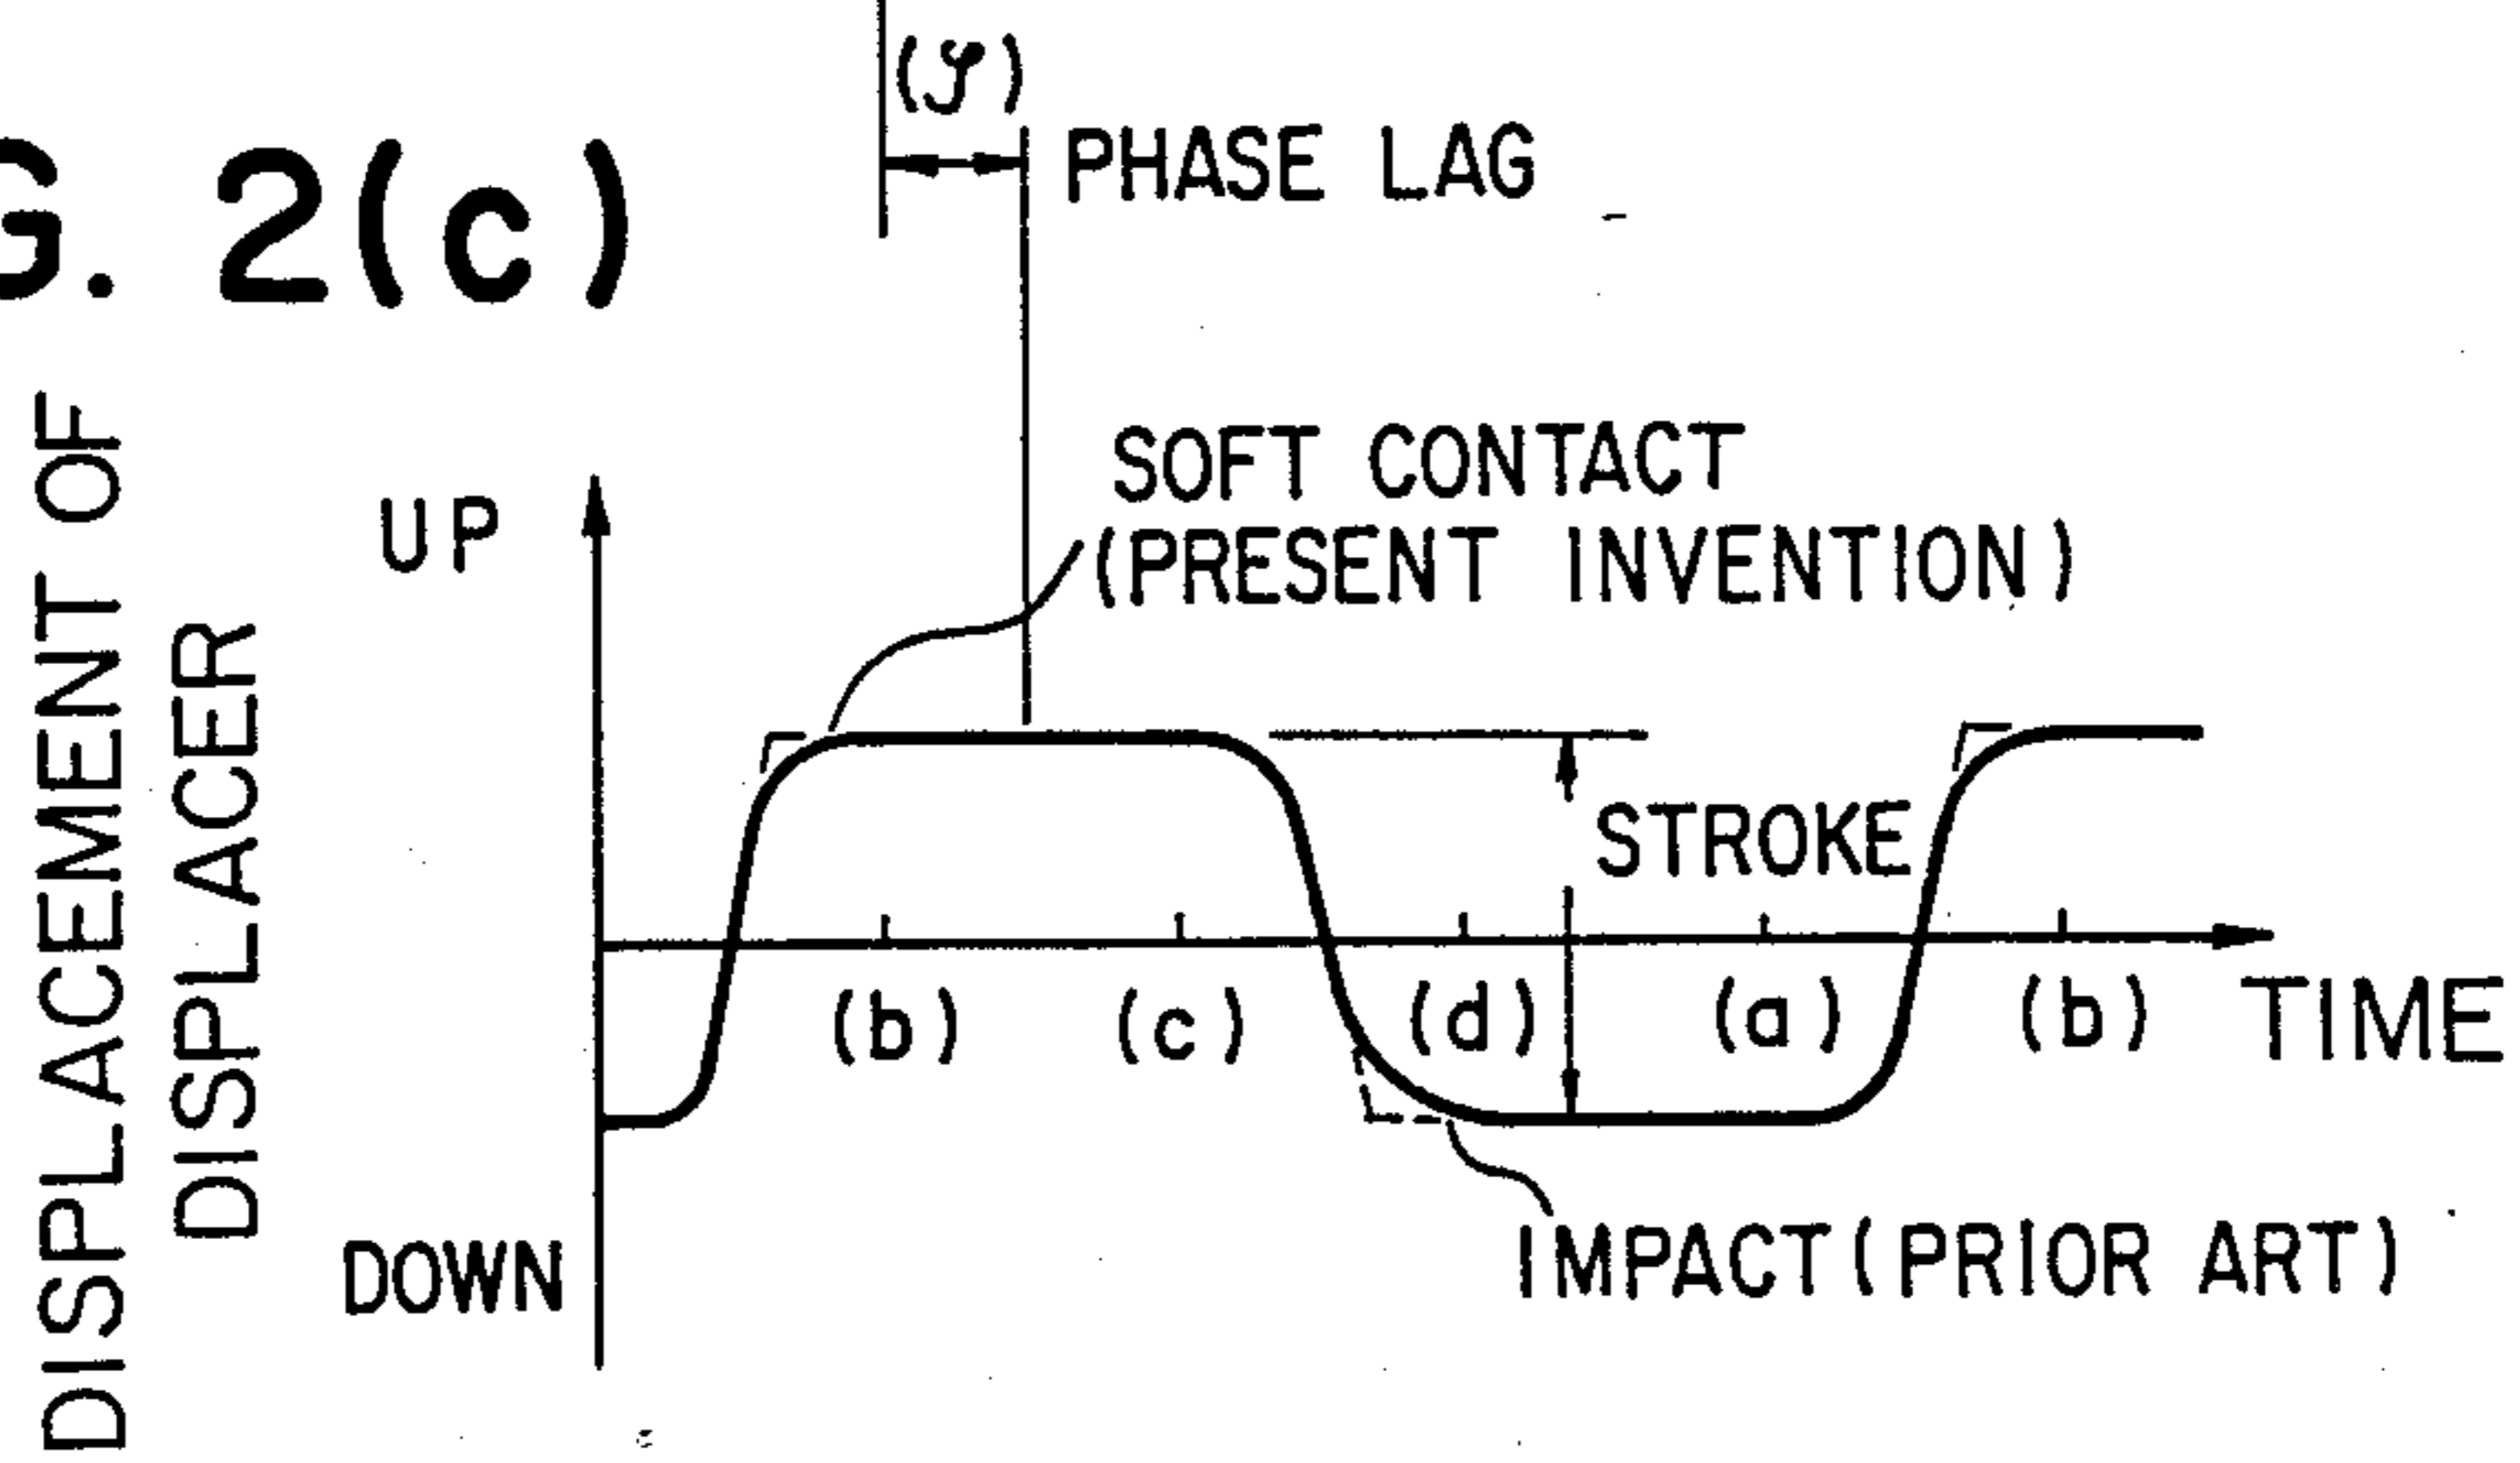 (φ)
PHASE LAG
G. 2(c)
DISPLACEMENT OF
DISPLACER
UP
SOFT CONTACT
(PRESENT INVENTION)
STROKE
(b) (c) (d) (a) (b) TIME
DOWN
IMPACT(PRIOR ART)